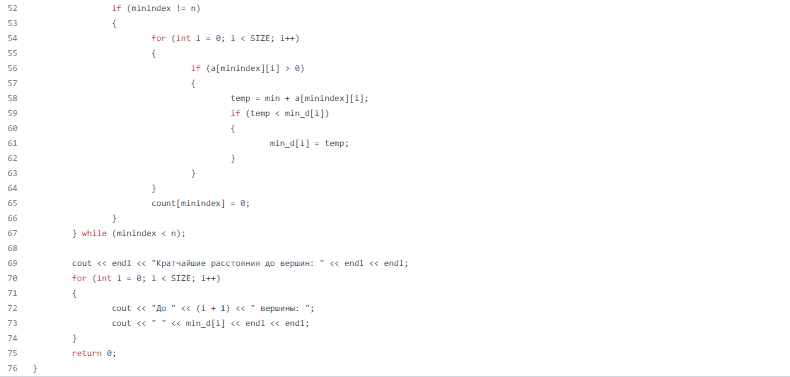 52 if (minindex != n)
53 {
54 for (int i = 0; i < SIZE; i++)
55 {
56 if (a[minindex][i] > 0)
57 {
58 temp = min + a[minindex][i];
59 if (temp < min_d[i])
60 {
61 min_d[i] = temp;
62 }
63 }
64 }
65 count[minindex] = 0;
66 }
67 } while (minindex < n);
68
69 cout << endl << "Кратчайшие расстояния до вершин: " << endl << endl;
70 for (int i = 0; i < SIZE; i++)
71 {
72 cout << "До " << (i + 1) << " вершины: ";
73 cout << " " << min_d[i] << endl << endl;
74 }
75 return 0;
76 }